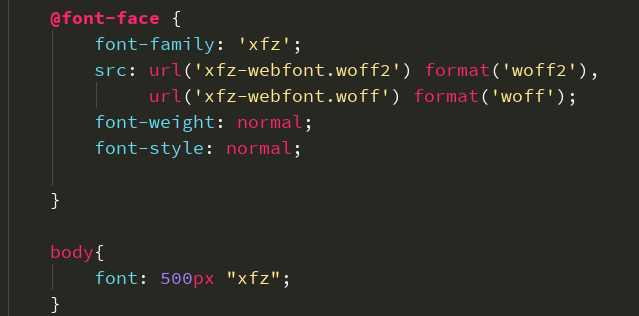 @font-face {
    font-family: 'xfz';
    src: url('xfz-webfont.woff2') format('woff2'),
         url('xfz-webfont.woff') format('woff');
    font-weight: normal;
    font-style: normal;

}

body{
    font: 500px "xfz";
}